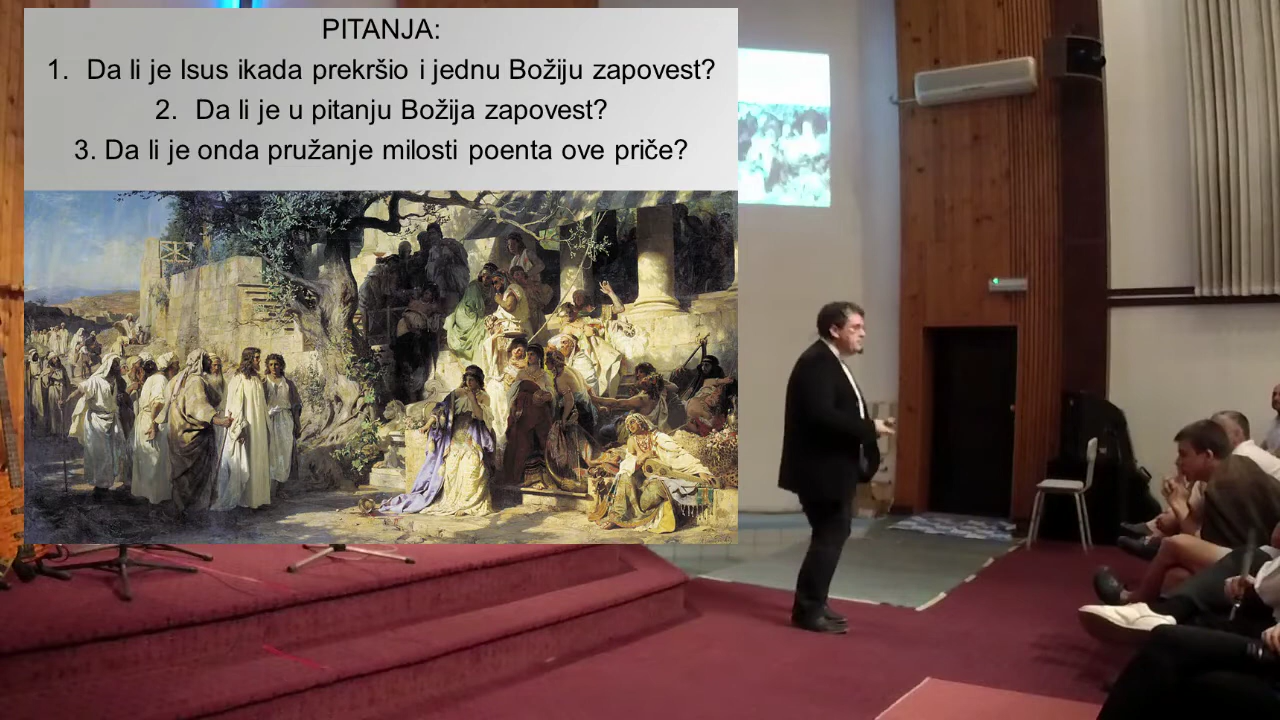 PITANJA:
1. Da li je Isus ikada prekršio i jednu Božiju zapovest?
2. Da li je u pitanju Božija zapovest?
3. Da li je onda pružanje milosti poenta ove priče?